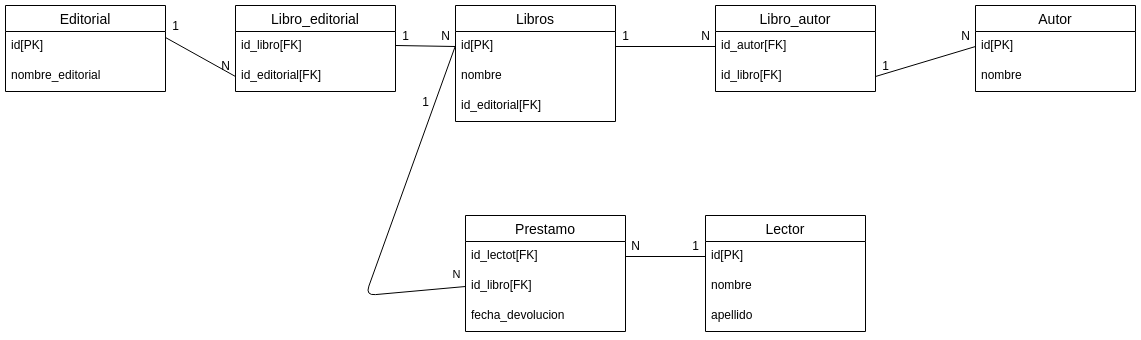 Editorial
id[PK]
nombre_editorial
1
N
Libro_editorial
id_libro[FK]
id_editorial[FK]
1
N
Libros
id[PK]
nombre
id_editorial[FK]
1
N
Libro_autor
id_autor[FK]
id_libro[FK]
1
N
Autor
id[PK]
nombre
1
N
Prestamo
id_lectot[FK]
id_libro[FK]
fecha_devolucion
N
1
Lector
id[PK]
nombre
apellido